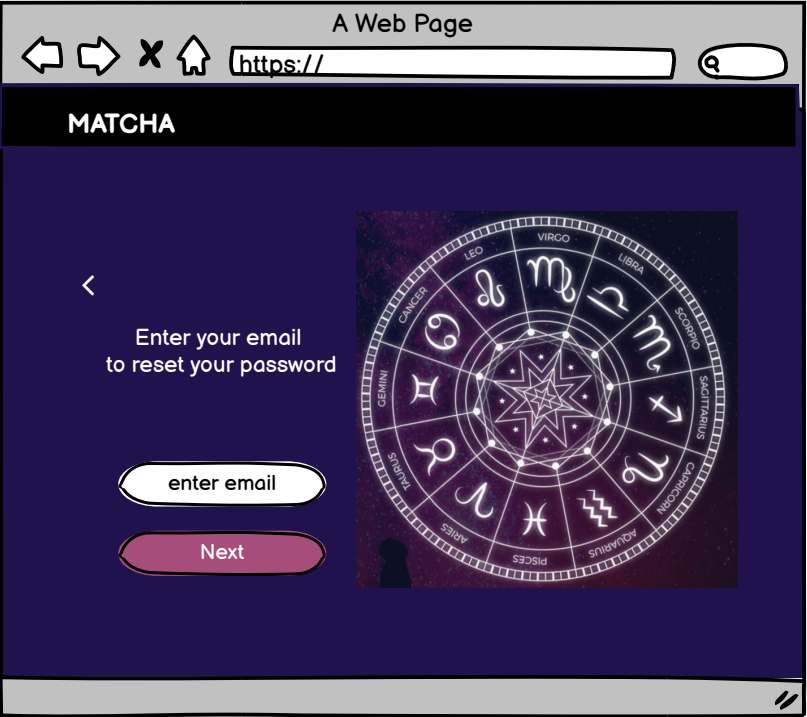 A Web Page
https://
MATCHA
Enter your email
to reset your password
enter email
Next
VIRGO
LIBRA
SCORPIO
SAGITTARIUS
CAPRICORN
AQUARIUS
PISCES
ARIES
TAURUS
GEMINI
CANCER
LEO